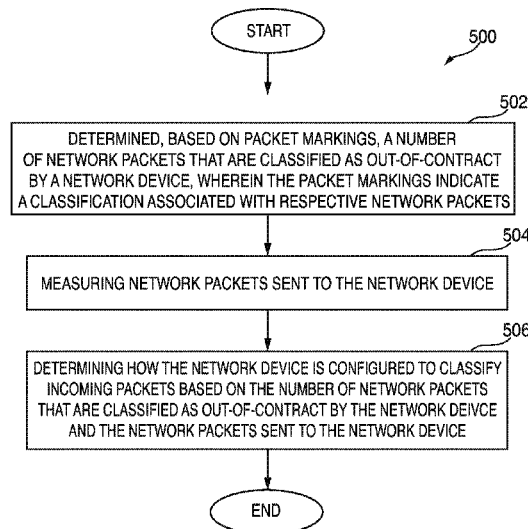 START
500
502
DETERMINED, BASED ON PACKET MARKINGS, A NUMBER
OF NETWORK PACKETS THAT ARE CLASSIFIED AS OUT-OF-CONTRACT
BY A NETWORK DEVICE, WHEREIN THE PACKET MARKINGS INDICATE
A CLASSIFICATION ASSOCIATED WITH RESPECTIVE NETWORK PACKETS
504
MEASURING NETWORK PACKETS SENT TO THE NETWORK DEVICE
506
DETERMINING HOW THE NETWORK DEVICE IS CONFIGURED TO CLASSIFY
INCOMING PACKETS BASED ON THE NUMBER OF NETWORK PACKETS
THAT ARE CLASSIFIED AS OUT-OF-CONTRACT BY THE NETWORK DEIVCE
AND THE NETWORK PACKETS SENT TO THE NETWORK DEVICE
END